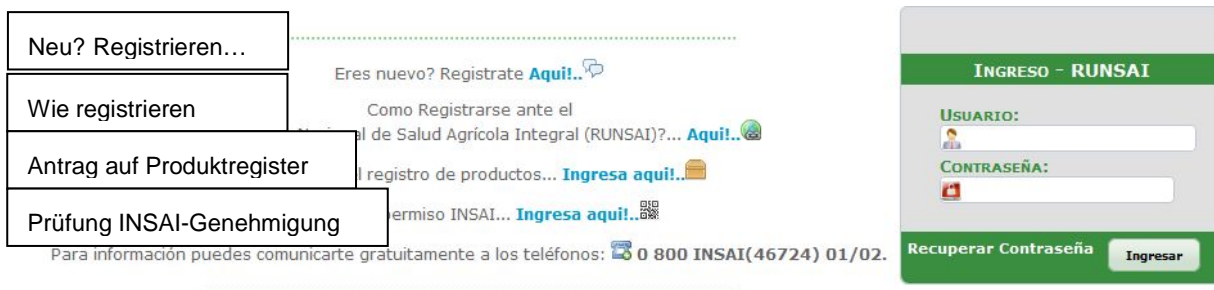 Neu? Registrieren…
Eres nuevo? Registrate Aqui!..
Wie registrieren
Como Registrarse ante el
de Salud Agrícola Integral (RUNSAI)?... Aqui!..
Antrag auf Produktregister
registro de productos... Ingresa aqui!..
Prüfung INSAI-Genehmigung
permiso INSAI... Ingresa aqui!..
Para información puedes comunicarte gratuitamente a los teléfonos: 0 800 INSAI(46724) 01/02.
INGRESO - RUNSAI
USUARIO:
CONTRASEÑA:
Recuperar Contraseña Ingresar